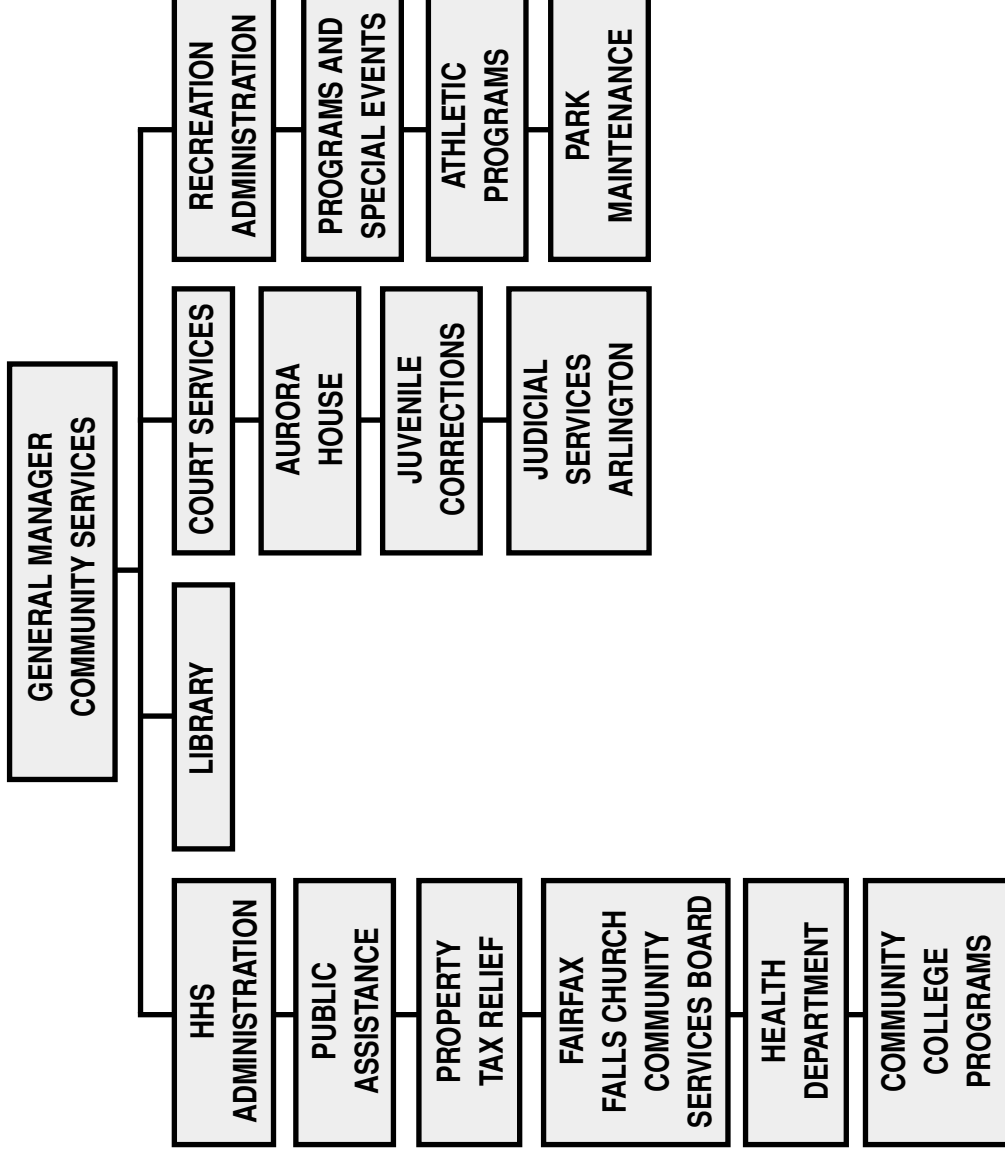 GENERAL MANAGER
COMMUNITY SERVICES
HHS
ADMINISTRATION
PUBLIC
ASSISTANCE
PROPERTY
TAX RELIEF
FAIRFAX
FALLS CHURCH
COMMUNITY
SERVICES BOARD
HEALTH
DEPARTMENT
COMMUNITY
COLLEGE
PROGRAMS
LIBRARY
COURT SERVICES
AURORA
HOUSE
JUVENILE
CORRECTIONS
JUDICIAL
SERVICES
ARLINGTON
RECREATION
ADMINISTRATION
PROGRAMS AND
SPECIAL EVENTS
ATHLETIC
PROGRAMS
PARK
MAINTENANCE